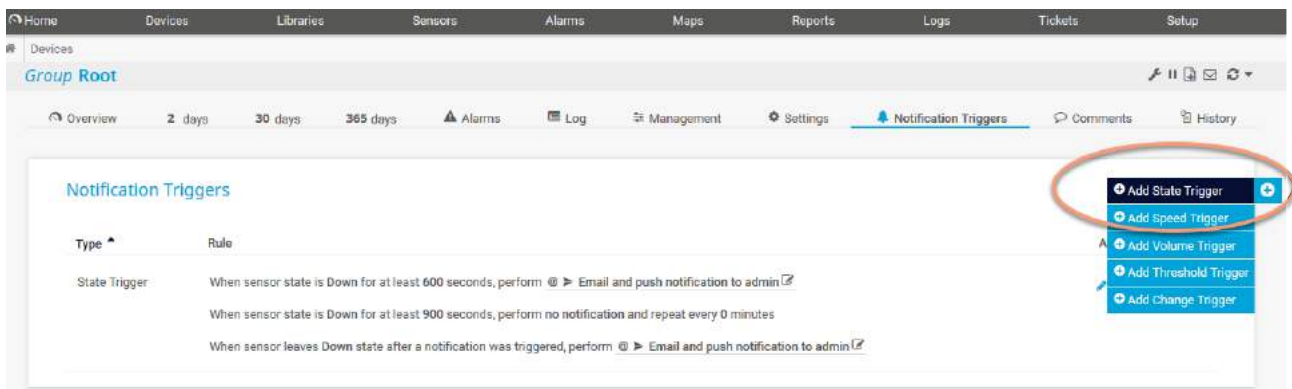 Home Devices Libraries Sensors Alarms Maps Reports Logs Tickets Setup
Devices
Group Root
Overview 2 days 30 days 365 days Alarms Log Management Settings Notification Triggers Comments History
Notification Triggers
Add State Trigger
Add Speed Trigger
Type Rule A
Add Volume Trigger
Add Threshold Trigger
Add Change Trigger
State Trigger When sensor state is Down for at least 600 seconds, perform @ Email and push notification to admin
When sensor state is Down for at least 900 seconds, perform no notification and repeat every 0 minutes
When sensor leaves Down state after a notification was triggered, perform @ Email and push notification to admin